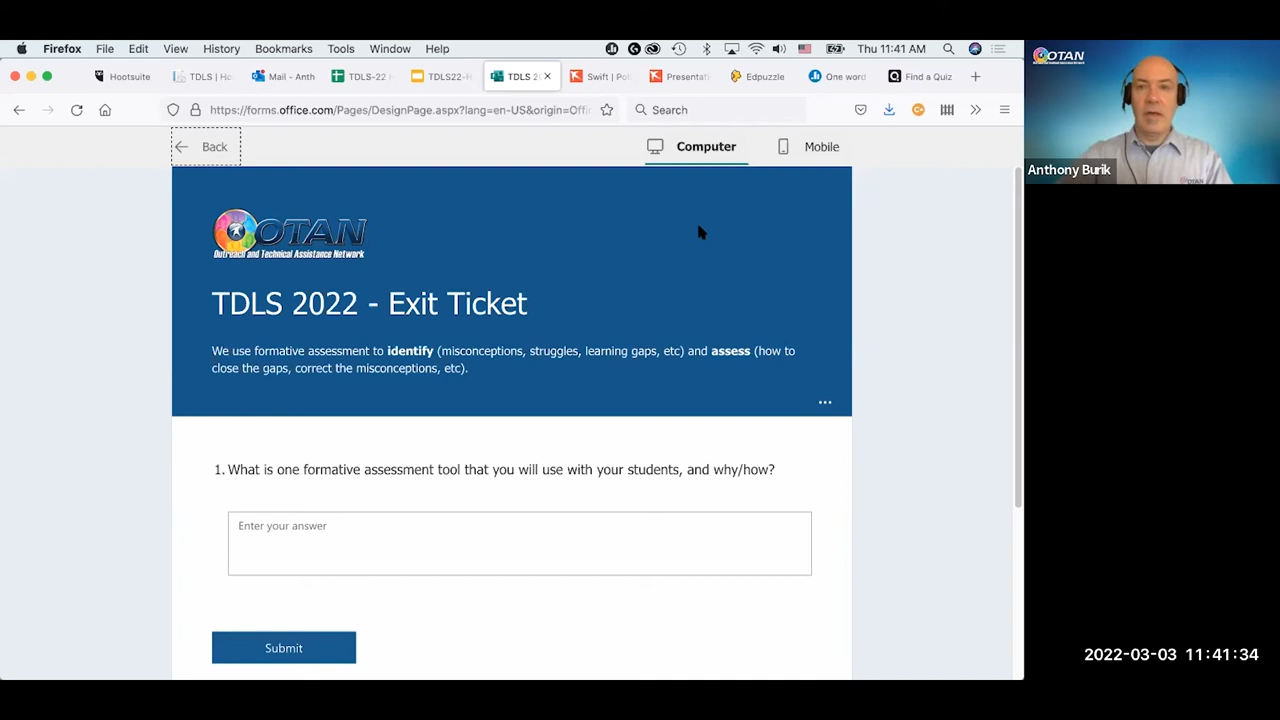 Firefox File Edit View History Bookmarks Tools Window Help Thu 11:41 AM
Hootsuite TDLS | Ho Mail - Anth TDLS-22 TDLS22-H TDLS 2 Swift | Pol Presentati Edpuzzle One word Find a Quiz
https://forms.office.com/Pages/DesignPage.aspx?lang=en-US&origin=Offi Search
Back Computer Mobile
OTAN
Outreach and Technical Assistance Network
TDLS 2022 - Exit Ticket
We use formative assessment to identify (misconceptions, struggles, learning gaps, etc) and assess (how to
close the gaps, correct the misconceptions, etc).
...
1. What is one formative assessment tool that you will use with your students, and why/how?
Enter your answer
Submit
OTAN
Anthony Burik
2022-03-03 11:41:34